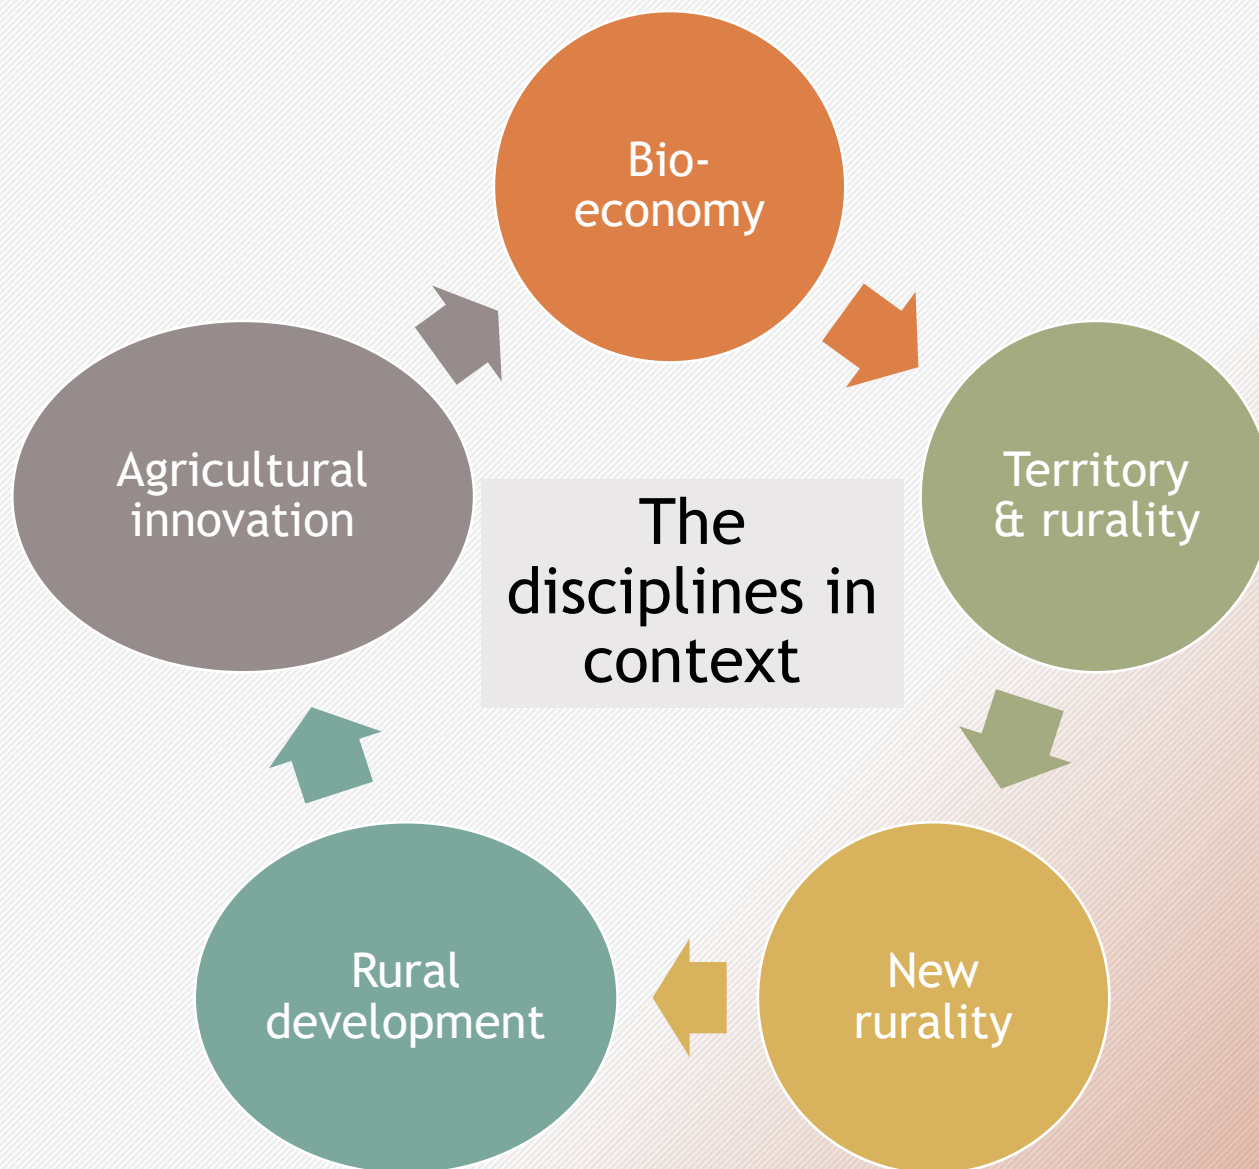 Bio-
economy
Territory
& rurality
New
rurality
Rural
development
Agricultural
innovation
The
disciplines in
context